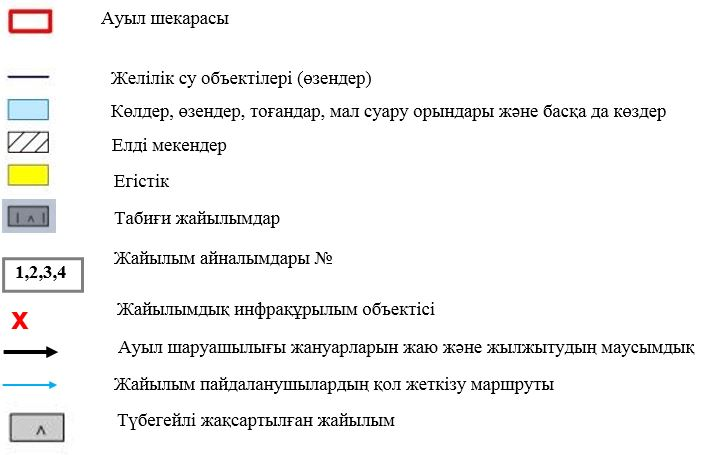 Ауыл шекарасы
Желілік су объектілері (өзендер)
Көлдер, өзендер, тоғандар, мал суару орындары және басқа да көздер
Елді мекендер
Егістік
Табиғи жайылымдар
Жайылым айналымдары №
1,2,3,4
Жайылымдық инфрақұрылым объектісі
X
Ауыл шаруашылығы жануарларын жаю және жылжытудың маусымдық
Жайылым пайдаланушылардың қол жеткізу маршруты
Түбегейлі жақсартылған жайылым